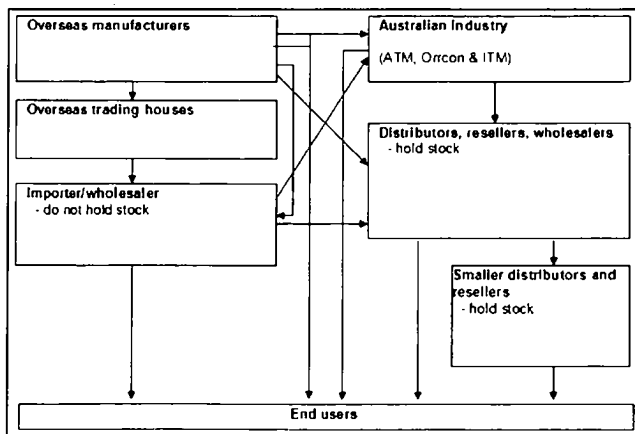 Overseas manufacturers
Australian Industry
(ATM, Orrcon & ITM)
Overseas trading houses
Distributors, resellers, wholesalers
- hold stock
Importer/wholesaler
- do not hold stock
Smaller distributors and
resellers
- hold stock
End users